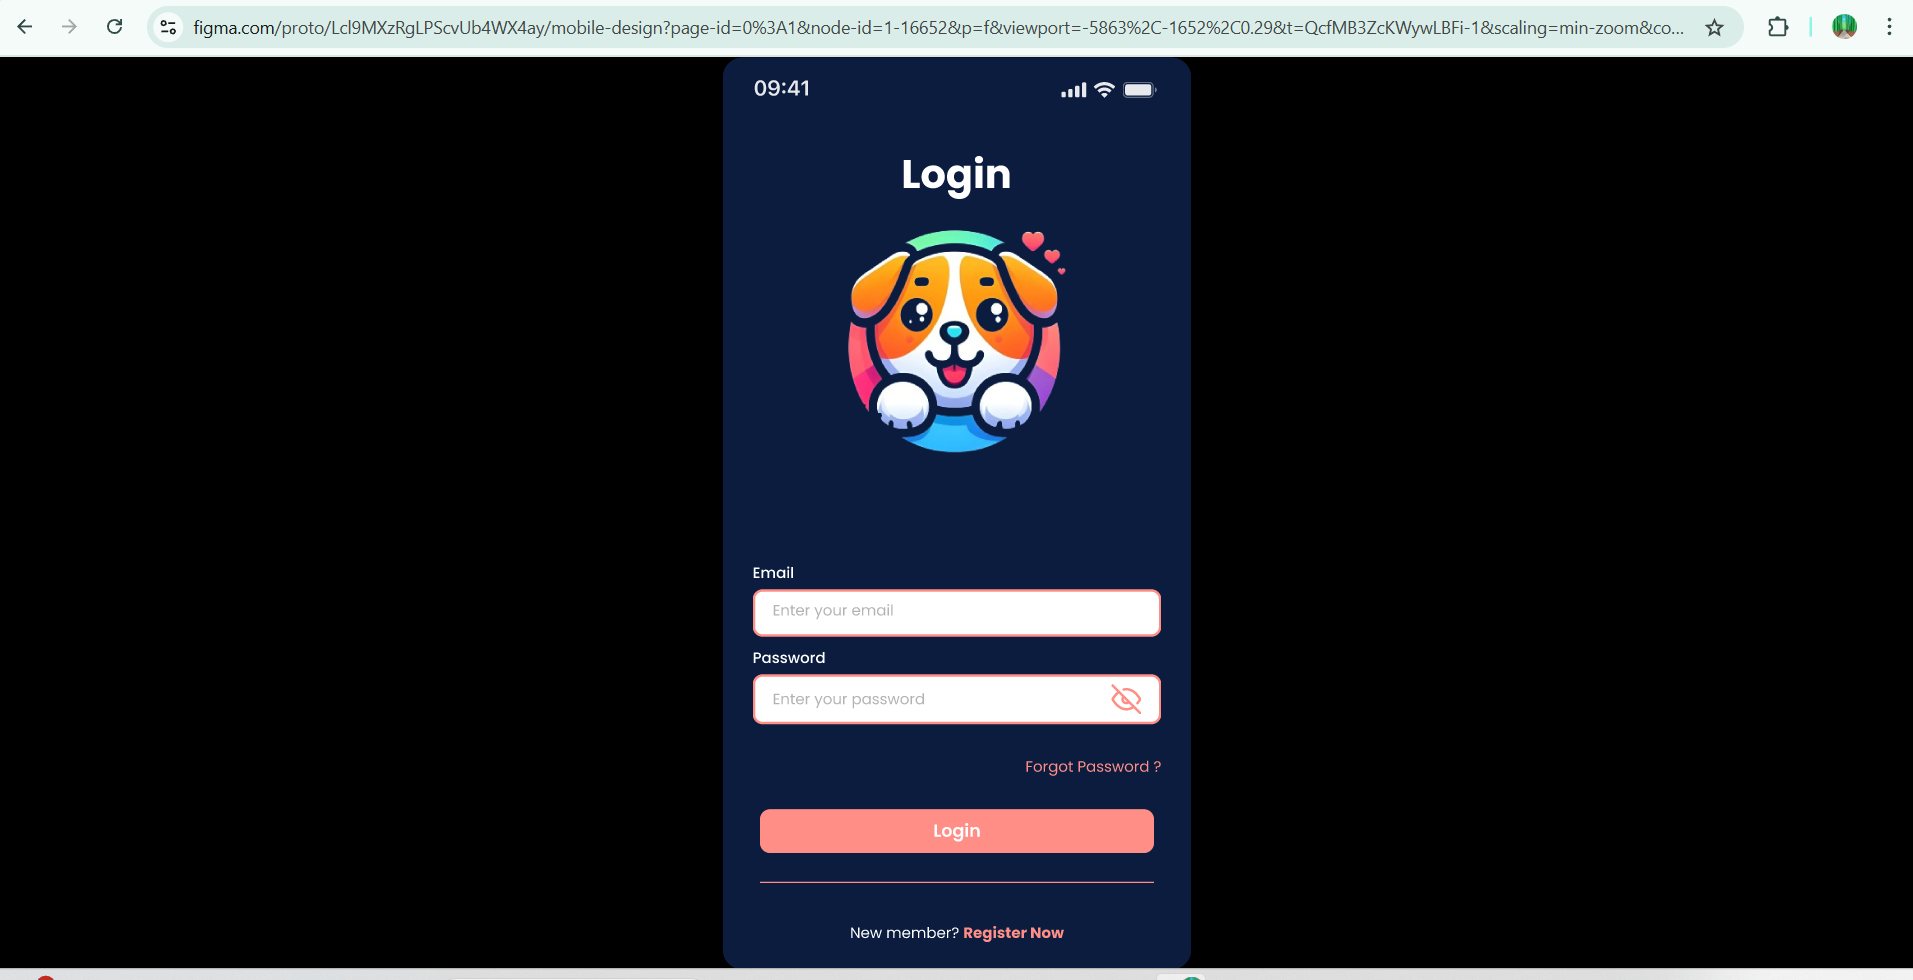 figma.com/proto/Lcl9MXzRgLPScvUb4WX4ay/mobile-design?page-id=0%3A1&node-id=1-16652&p=f&viewport=-5863%2C-1652%2C0.29&t=QcfMB3ZcKWywLBFi-1&scaling=min-zoom&co...
09:41
Login
Email
Enter your email
Password
Enter your password
Forgot Password ?
Login
New member? Register Now